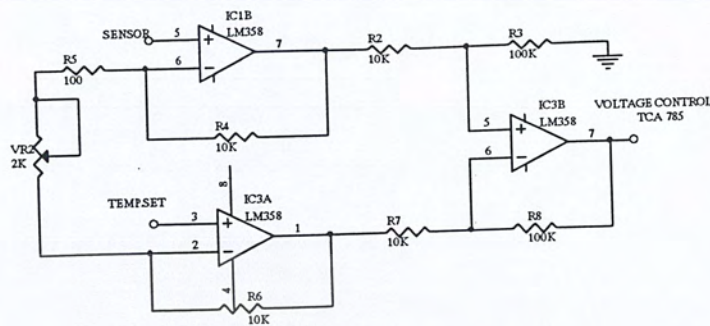 IC1B
SENSOR
5
LM358
7
R2
10K
R3
100K
R5
100
6
R4
10K
IC3B
LM358
VOLTAGE CONTROL
TCA 785
5
7
6
VR2
2K
8
IC3A
LM358
TEMP.SET
3
1
2
R7
10K
R8
100K
4
R6
10K